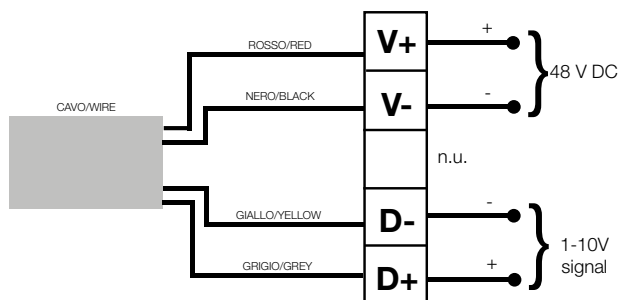 ROSSO/RED
V+
+
48 V DC
NERO/BLACK
V-
-
CAVO/WIRE
n.u.
GIALLO/YELLOW
D-
-
1-10V
signal
GRIGIO/GREY
D+
+